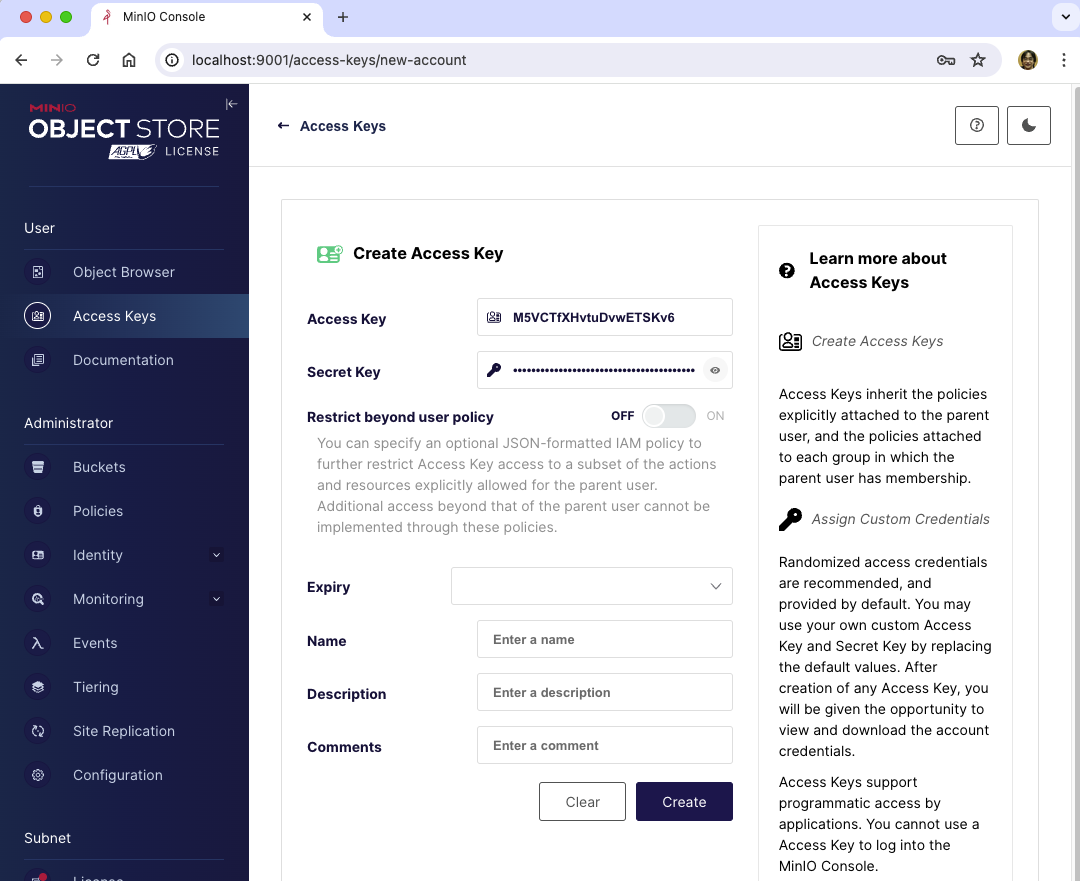 MinIO Console
localhost:9001/access-keys/new-account
MINIO
OBJECT STORE
AGPL LICENSE
User
Object Browser
Access Keys
Documentation
Administrator
Buckets
Policies
Identity
Monitoring
Events
Tiering
Site Replication
Configuration
Subnet
License
Access Keys
Create Access Key
Access Key
M5VCTfXHvtuDvwETSKv6
Secret Key
••••••••••••••••••••••••••••••••••••••••
Restrict beyond user policy
OFF
ON
You can specify an optional JSON-formatted IAM policy to
further restrict Access Key access to a subset of the actions
and resources explicitly allowed for the parent user.
Additional access beyond that of the parent user cannot be
implemented through these policies.
Expiry
Name
Enter a name
Description
Enter a description
Comments
Enter a comment
Clear
Create
Learn more about
Access Keys
Create Access Keys
Access Keys inherit the policies
explicitly attached to the parent
user, and the policies attached
to each group in which the
parent user has membership.
Assign Custom Credentials
Randomized access credentials
are recommended, and
provided by default. You may
use your own custom Access
Key and Secret Key by replacing
the default values. After
creation of any Access Key, you
will be given the opportunity to
view and download the account
credentials.
Access Keys support
programmatic access by
applications. You cannot use a
Access Key to log into the
MinIO Console.